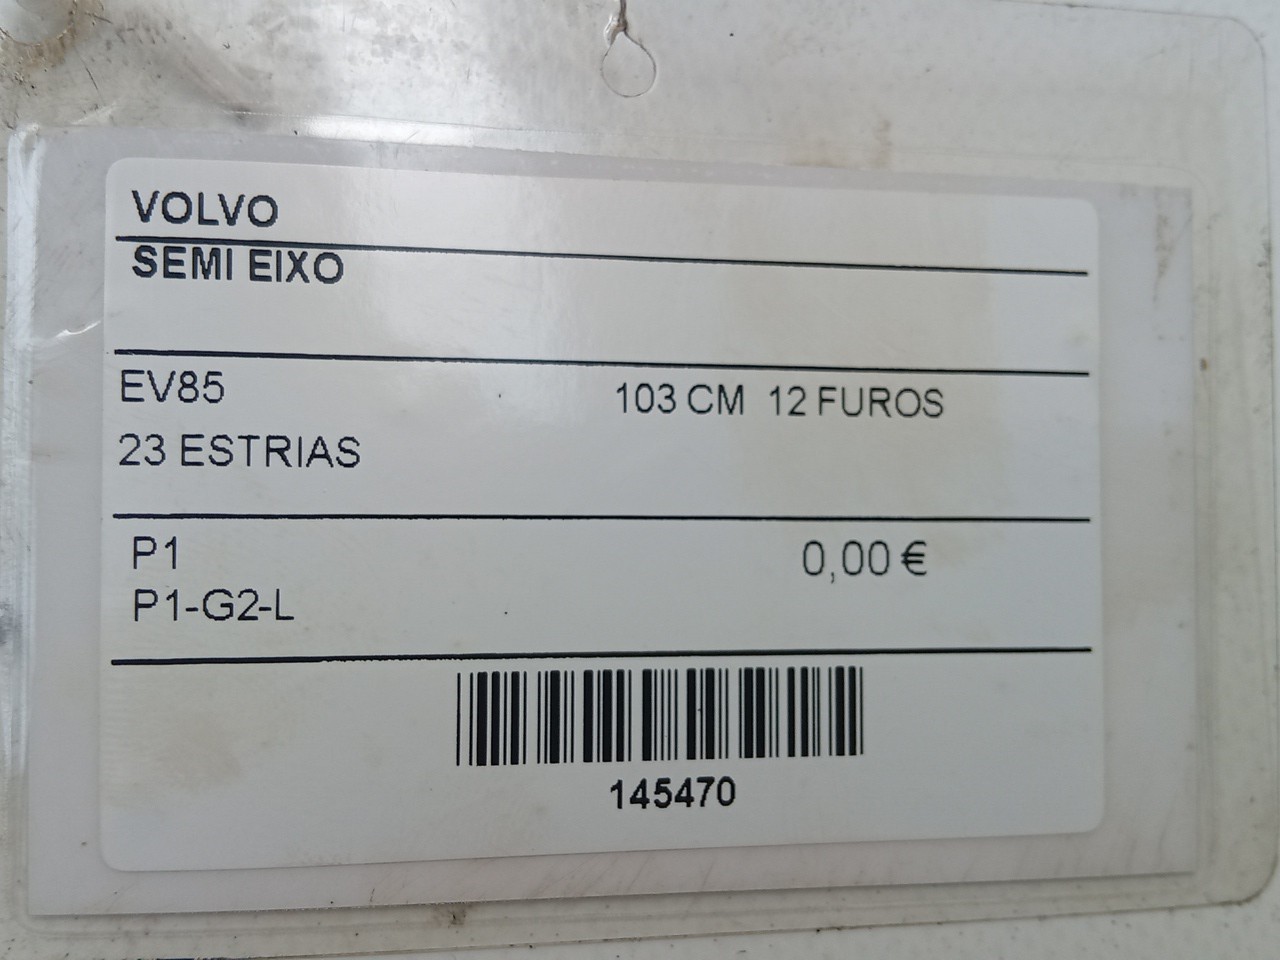 VOLVO
SEMI EIXO
EV85 103 CM 12 FUROS
23 ESTRIAS
P1 0,00 €
P1-G2-L
145470